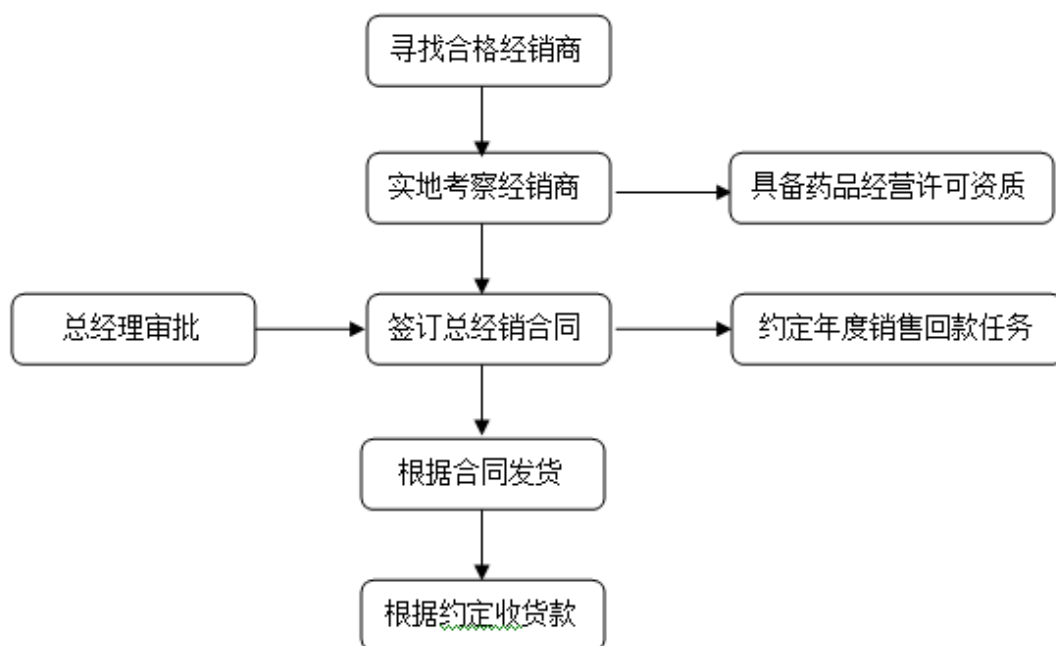 寻找合格经销商
实地考察经销商
具备药品经营许可资质
总经理审批
签订总经销合同
约定年度销售回款任务
根据合同发货
根据约定收货款